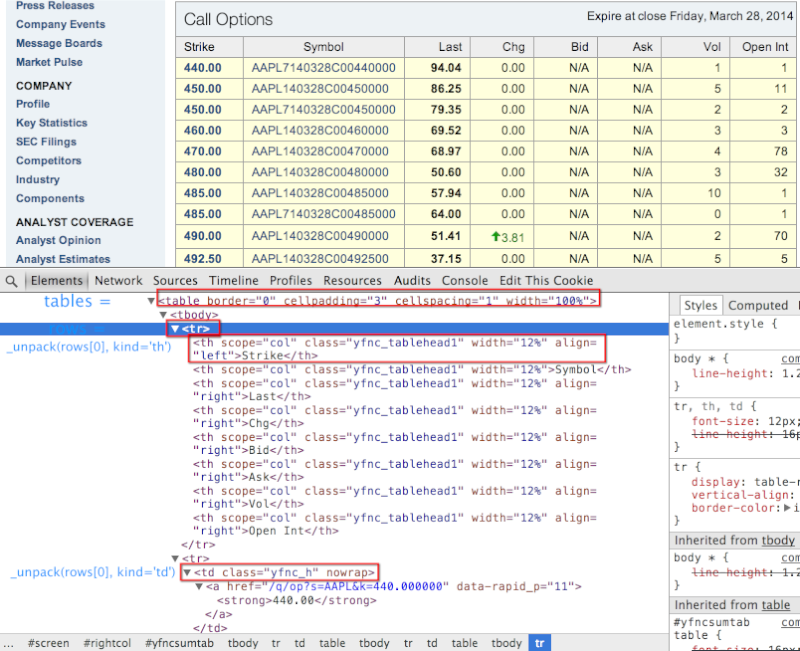 Press Releases
Company Events
Message Boards
Market Pulse
COMPANY
Profile
Key Statistics
SEC Filings
Competitors
Industry
Components
ANALYST COVERAGE
Analyst Opinion
Analyst Estimates
Call Options Expire at close Friday, March 28, 2014
Strike Symbol Last Chg Bid Ask Vol Open Int
440.00 AAPL7140328C00440000 94.04 0.00 N/A N/A 1 1
450.00 AAPL140328C00450000 86.25 0.00 N/A N/A 5 11
450.00 AAPL7140328C00450000 79.35 0.00 N/A N/A 2 2
460.00 AAPL140328C00460000 69.52 0.00 N/A N/A 3 3
470.00 AAPL140328C00470000 68.97 0.00 N/A N/A 4 78
480.00 AAPL140328C00480000 50.60 0.00 N/A N/A 3 32
485.00 AAPL140328C00485000 57.94 0.00 N/A N/A 10 1
485.00 AAPL7140328C00485000 64.00 0.00 N/A N/A 0 1
490.00 AAPL140328C00490000 51.41 3.81 N/A N/A 2 70
492.50 AAPL140328C00492500 37.15 0.00 N/A N/A 5 5
Elements Network Sources Timeline Profiles Resources Audits Console Edit This Cookie
tables = <table border="0" cellpadding="3" cellspacing="1" width="100%">
<tbody>
rows = <tr>
_unpack(rows[0], kind='th')
<th scope="col" class="yfnc_tablehead1" width="12%" align=
"left">Strike</th>
<th scope="col" class="yfnc_tablehead1" width="12%">Symbol</th>
<th scope="col" class="yfnc_tablehead1" width="12%" align=
"right">Last</th>
<th scope="col" class="yfnc_tablehead1" width="12%" align=
"right">Chg</th>
<th scope="col" class="yfnc_tablehead1" width="12%" align=
"right">Bid</th>
<th scope="col" class="yfnc_tablehead1" width="12%" align=
"right">Ask</th>
<th scope="col" class="yfnc_tablehead1" width="12%" align=
"right">Vol</th>
<th scope="col" class="yfnc_tablehead1" width="12%" align=
"right">Open Int</th>
</tr>
<tr>
_unpack(rows[0], kind='td') <td class="yfnc_h" nowrap>
<a href="/q/op?s=AAPL&k=440.000000" data-rapid_p="11">
<strong>440.00</strong>
</a>
</td>
... #screen #rightcol #yfncsumtab tbody tr td table tbody tr td table tbody tr
Styles Computed
element.style {
}
body * { com
line-height: 1.2
}
tr, th, td {
font-size: 12px;
line-height: 16p
}
tr {
display: table-r
vertical-align:
border-color: i
}
Inherited from tbody
body * { com
line-height: 1.2
Inherited from table
#yfncsumtab com
table {
font-size: 16px